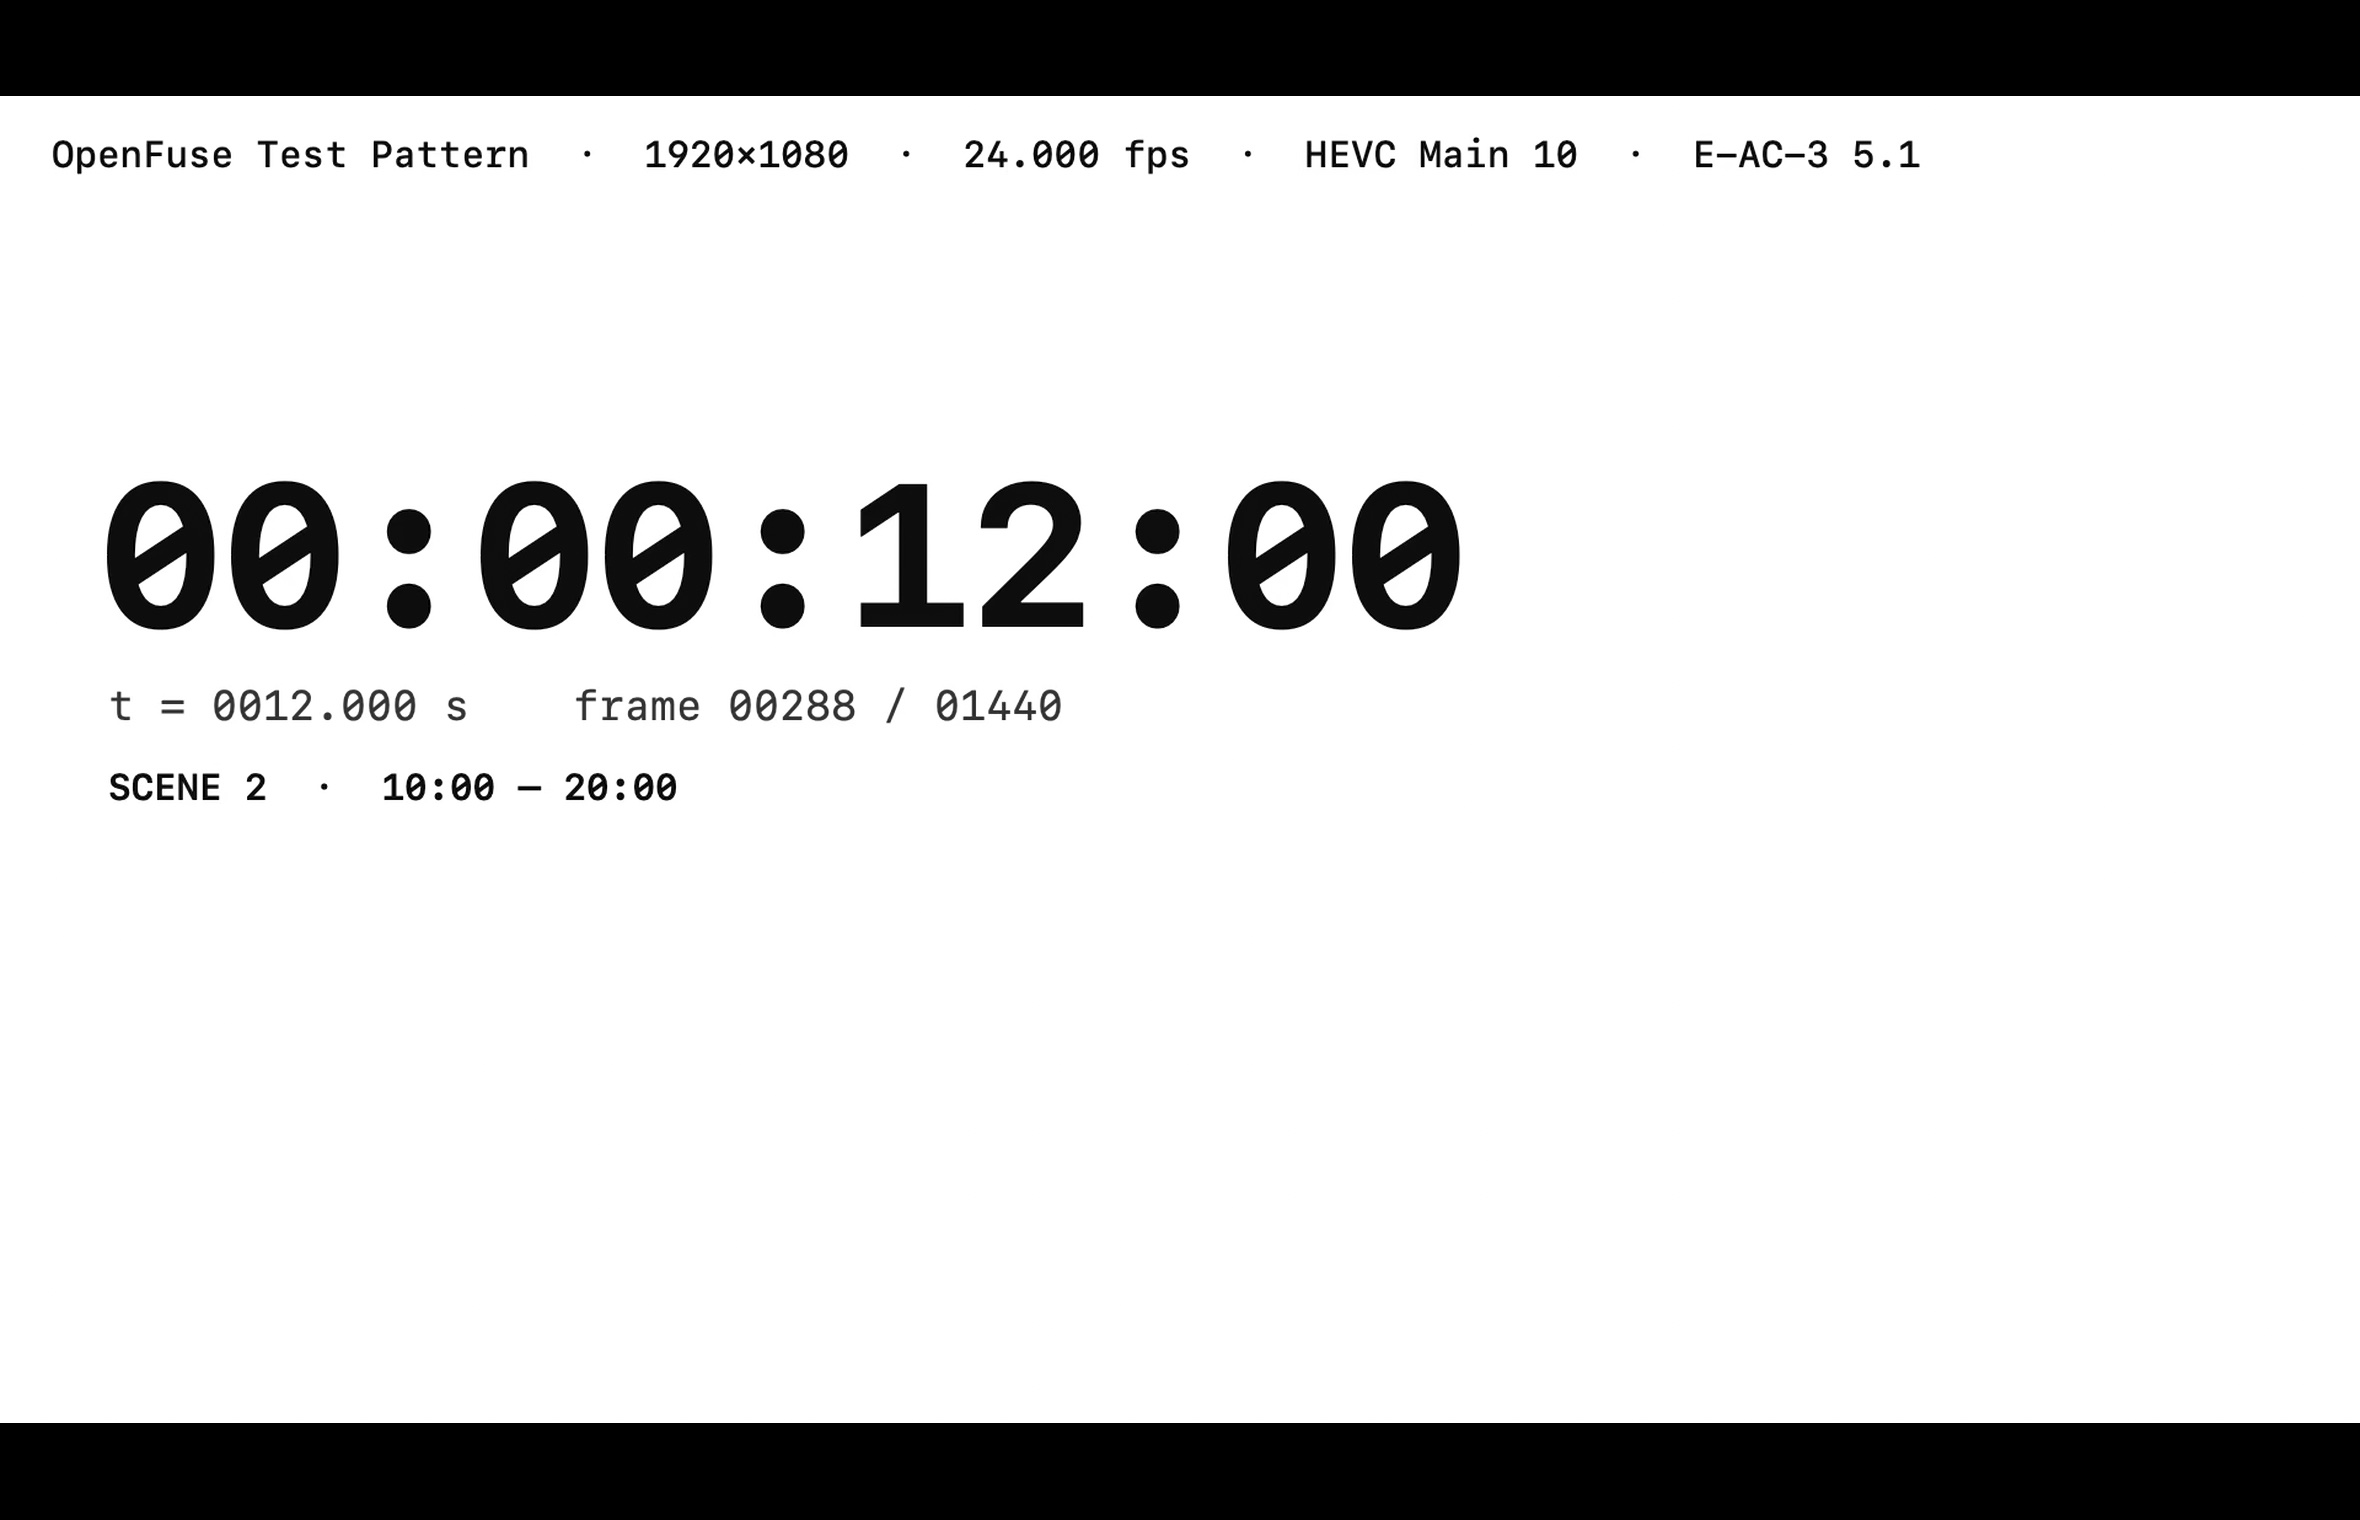 OpenFuse Test Pattern · 1920×1080 · 24.000 fps · HEVC Main 10 · E—AC—3 5.1
00:00:12:00
t = 0012.000 s frame 00288 / 01440
SCENE 2 · 10:00 — 20:00